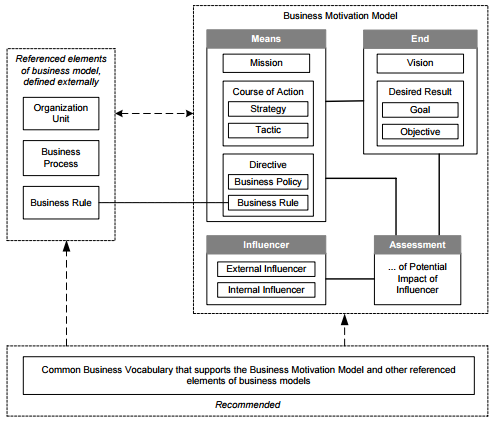 Business Motivation Model
Referenced elements
of business model,
defined externally
Organization
Unit
Business
Process
Business Rule
Means
Mission
Course of Action
Strategy
Tactic
Directive
Business Policy
Business Rule
End
Vision
Desired Result
Goal
Objective
Influencer
External Influencer
Internal Influencer
Assessment
... of Potential
Impact of
Influencer
Common Business Vocabulary that supports the Business Motivation Model and other referenced
elements of business models
Recommended